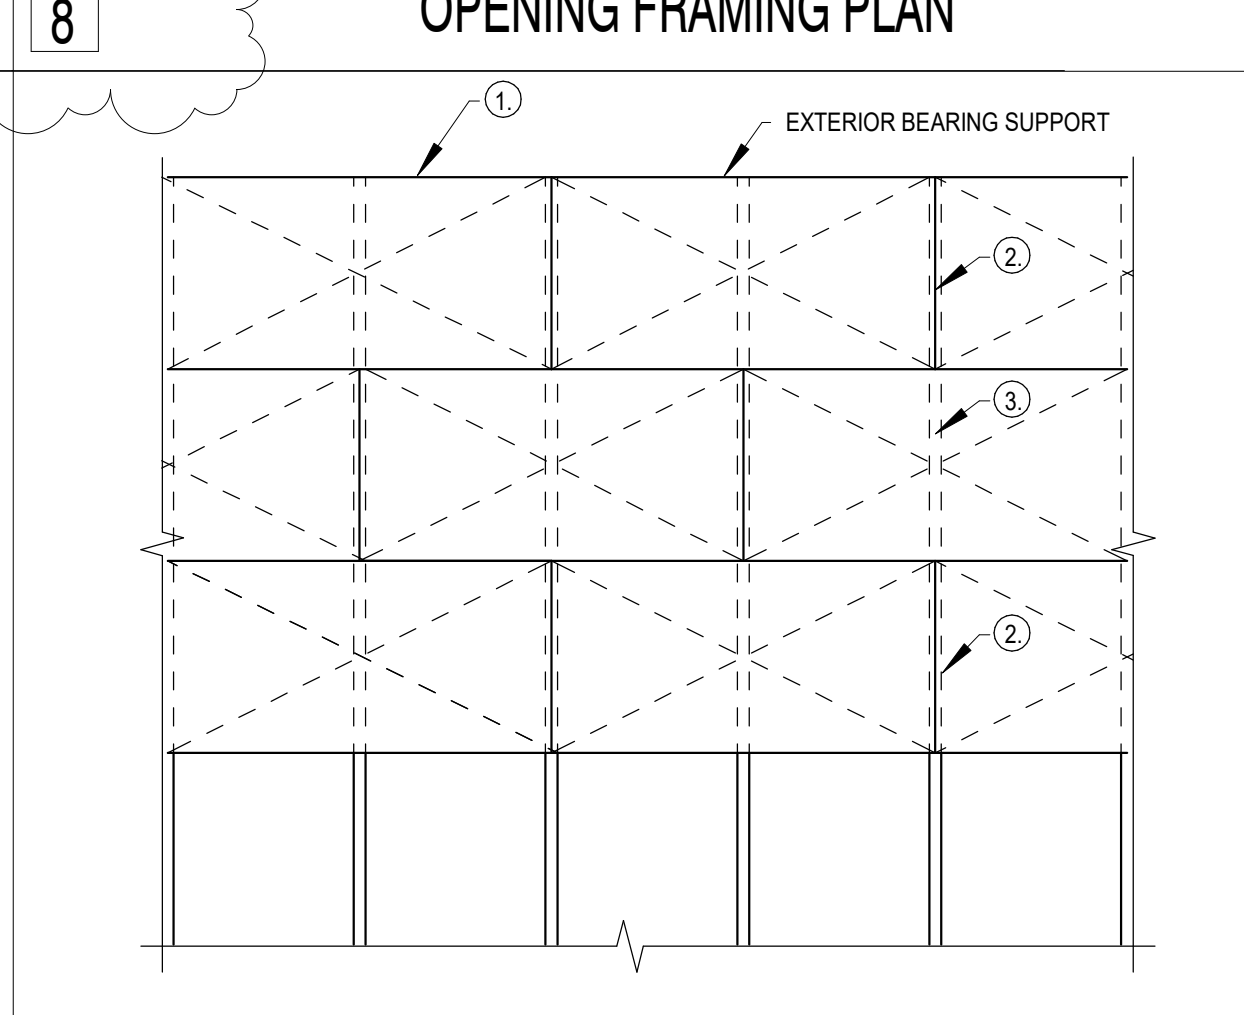 8
OPENING FRAMING PLAN
1.
EXTERIOR BEARING SUPPORT
2.
3.
2.